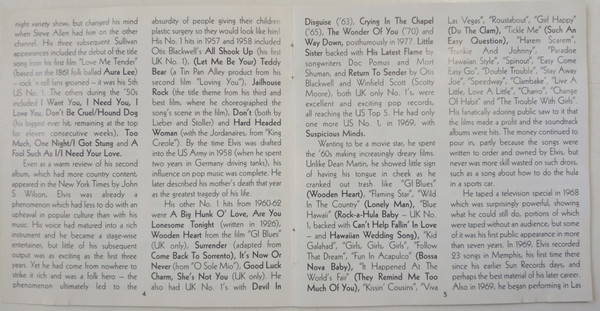 night variety show, but changed his mind
when Steve Allen had him on the other
channel. His three subsequent Sullivan
appearances included the debut of the title
song from his first film "Love Me Tender"
(based on the 1861 folk ballad Aura Lee)
– rock 'n roll fans groaned – it was his 5th
US No. 1. The others during the '50s
included I Want You, I Need You, I
Love You, Don't Be Cruel/Hound Dog
(his biggest ever hit, remaining at the top
for eleven consecutive weeks), Too
Much, One Night/I Got Stung and A
Fool Such As I/I Need Your Love.
Even as a warm review of his second
album, which had more country content,
appeared in the New York Times by John
S. Wilson, Elvis was already a
phenomenon which had less to do with an
upheaval in popular culture than with his
music. His voice had matured into a rich
instrument and he became a stage-wise
entertainer, but little of his subsequent
output was as exciting as the first three
years. Yet he had come from nowhere to
strike it rich and was a folk hero – the
phenomenon ultimately led to the
absurdity of people giving their children
plastic surgery so they would look like him!
His No. 1 hits in 1957 and 1958 included
Otis Blackwell's All Shook Up (his first
UK No. 1), (Let Me Be Your) Teddy
Bear (a Tin Pan Alley product from his
second film "Loving You"), Jailhouse
Rock (the title theme from his third and
best film, where he choreographed the
song's scene in the film), Don't (both by
Lieber and Stoller) and Hard Headed
Woman (with the Jordanaires, from "King
Creole"). By the time Elvis was drafted
into the US Army in 1958 (when he spent
two years in Germany driving tanks), his
influence on pop music was complete. He
later described his mother's death that year
as the greatest tragedy of his life.
His other No. 1 hits from 1960-62
were A Big Hunk O' Love, Are You
Lonesome Tonight (written in 1926),
Wooden Heart from the film "GI Blues"
(UK only), Surrender (adapted from
Come Back To Sorrento), It's Now Or
Never (from "O Sole Mio"), Good Luck
Charm, She's Not You (UK only). He
also had UK No. 1's with Devil In
4
Disguise ('63), Crying In The Chapel
('65), The Wonder Of You ('70) and
Way Down, posthumously in 1977. Little
Sister backed with His Latest Flame by
songwriters Doc Pomus and Mort
Shuman, and Return To Sender by Otis
Blackwell and Winfield Scott (Scotty
Moore), both UK only No. 1's, were
excellent and exciting pop records,
all reaching the US Top 5. He had only
one more US No. 1, in 1969, with
Suspicious Minds.
Wanting to be a movie star, he spent
the '60s making increasingly dreary films.
Unlike Dean Martin, he showed little sign
of having his tongue in cheek as he
cranked out trash like "GI Blues"
(Wooden Heart), "Flaming Star", "Wild
In The Country" (Lonely Man), "Blue
Hawaii" (Rock-a-Hula Baby – UK No.
1, backed with Can't Help Fallin' In Love
– and Hawaiian Wedding Song), "Kid
Galahad", "Girls, Girls, Girls", "Follow
That Dream", "Fun In Acapulco" (Bossa
Nova Baby), "It Happened At The
World's Fair" (They Remind Me Too
Much Of You), "Kissin' Cousins", "Viva
Las Vegas", "Roustabout", "Girl Happy"
(Do The Clam), "Tickle Me" (Such An
Easy Question), "Harem Scarem",
"Frankie And Johnny", "Paradise
Hawaiian Style", "Spinout", "Easy Come
Easy Go", "Double Trouble", "Stay Away
Joe", "Speedway", "Clambake", "Live A
Little, Love A Little", "Charro", "Change
Of Habit" and "The Trouble With Girls".
His fanatically adoring public saw to it that
the films made a profit and the soundtrack
albums were hits. The money continued to
pour in, partly because the songs were
written to order and owned by Elvis, but
never was more skill wasted on such dross,
such as a song about how to do the hula
in a sports car.
He taped a television special in 1968
which was surprisingly powerful, showing
what he could still do, portions of which
were taped without an audience, but some
of it was his first public appearance in more
than seven years. In 1969, Elvis recorded
23 songs in Memphis, his first time there
since his earlier Sun Records days, and
perhaps the best material of his later career.
Also in 1969, he began performing in Las
5